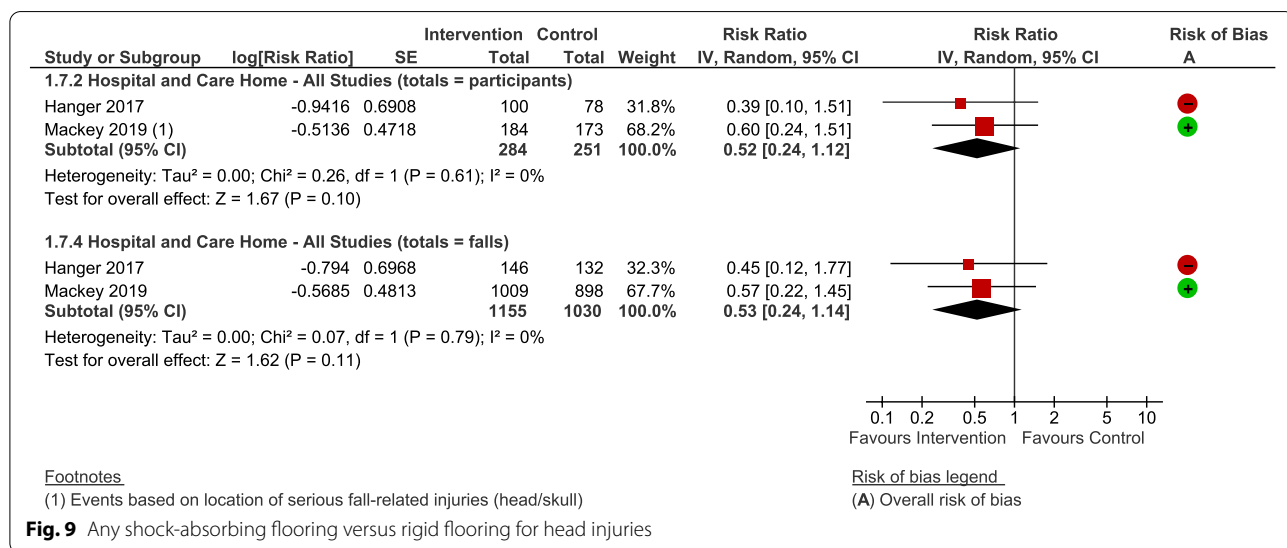 Intervention Control Risk Ratio Risk Ratio Risk of Bias
Study or Subgroup log[Risk Ratio] SE Total Total Weight IV, Random, 95% CI IV, Random, 95% CI A
1.7.2 Hospital and Care Home - All Studies (totals = participants)
Hanger 2017 -0.9416 0.6908 100 78 31.8% 0.39 [0.10, 1.51] −
Mackey 2019 (1) -0.5136 0.4718 184 173 68.2% 0.60 [0.24, 1.51] +
Subtotal (95% CI) 284 251 100.0% 0.52 [0.24, 1.12]
Heterogeneity: Tau² = 0.00; Chi² = 0.26, df = 1 (P = 0.61); I² = 0%
Test for overall effect: Z = 1.67 (P = 0.10)
1.7.4 Hospital and Care Home - All Studies (totals = falls)
Hanger 2017 -0.794 0.6968 146 132 32.3% 0.45 [0.12, 1.77] −
Mackey 2019 -0.5685 0.4813 1009 898 67.7% 0.57 [0.22, 1.45] +
Subtotal (95% CI) 1155 1030 100.0% 0.53 [0.24, 1.14]
Heterogeneity: Tau² = 0.00; Chi² = 0.07, df = 1 (P = 0.79); I² = 0%
Test for overall effect: Z = 1.62 (P = 0.11)
0.1 0.2 0.5 1 2 5 10
Favours Intervention Favours Control
Footnotes Risk of bias legend
(1) Events based on location of serious fall-related injuries (head/skull) (A) Overall risk of bias
Fig. 9 Any shock-absorbing flooring versus rigid flooring for head injuries